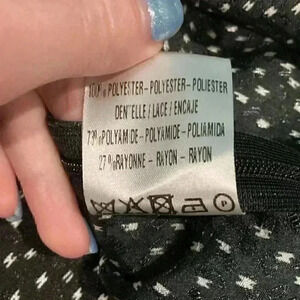 100% POLYESTER - POLYESTER - POLIESTER
DENTELLE / LACE / ENCAJE
73% POLYAMIDE - POLYAMIDE - POLIAMIDA
27% RAYONNE - RAYON - RAYON